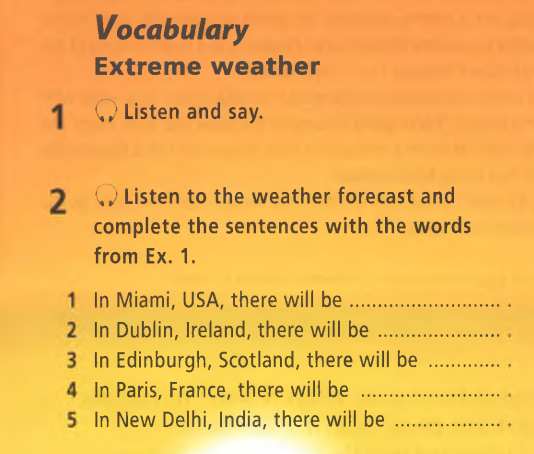 Vocabulary
Extreme weather
1 Listen and say.
2 Listen to the weather forecast and
complete the sentences with the words
from Ex. 1.
1 In Miami, USA, there will be ........................... .
2 In Dublin, Ireland, there will be ...................... .
3 In Edinburgh, Scotland, there will be ............. .
4 In Paris, France, there will be ......................... .
5 In New Delhi, India, there will be ................... .